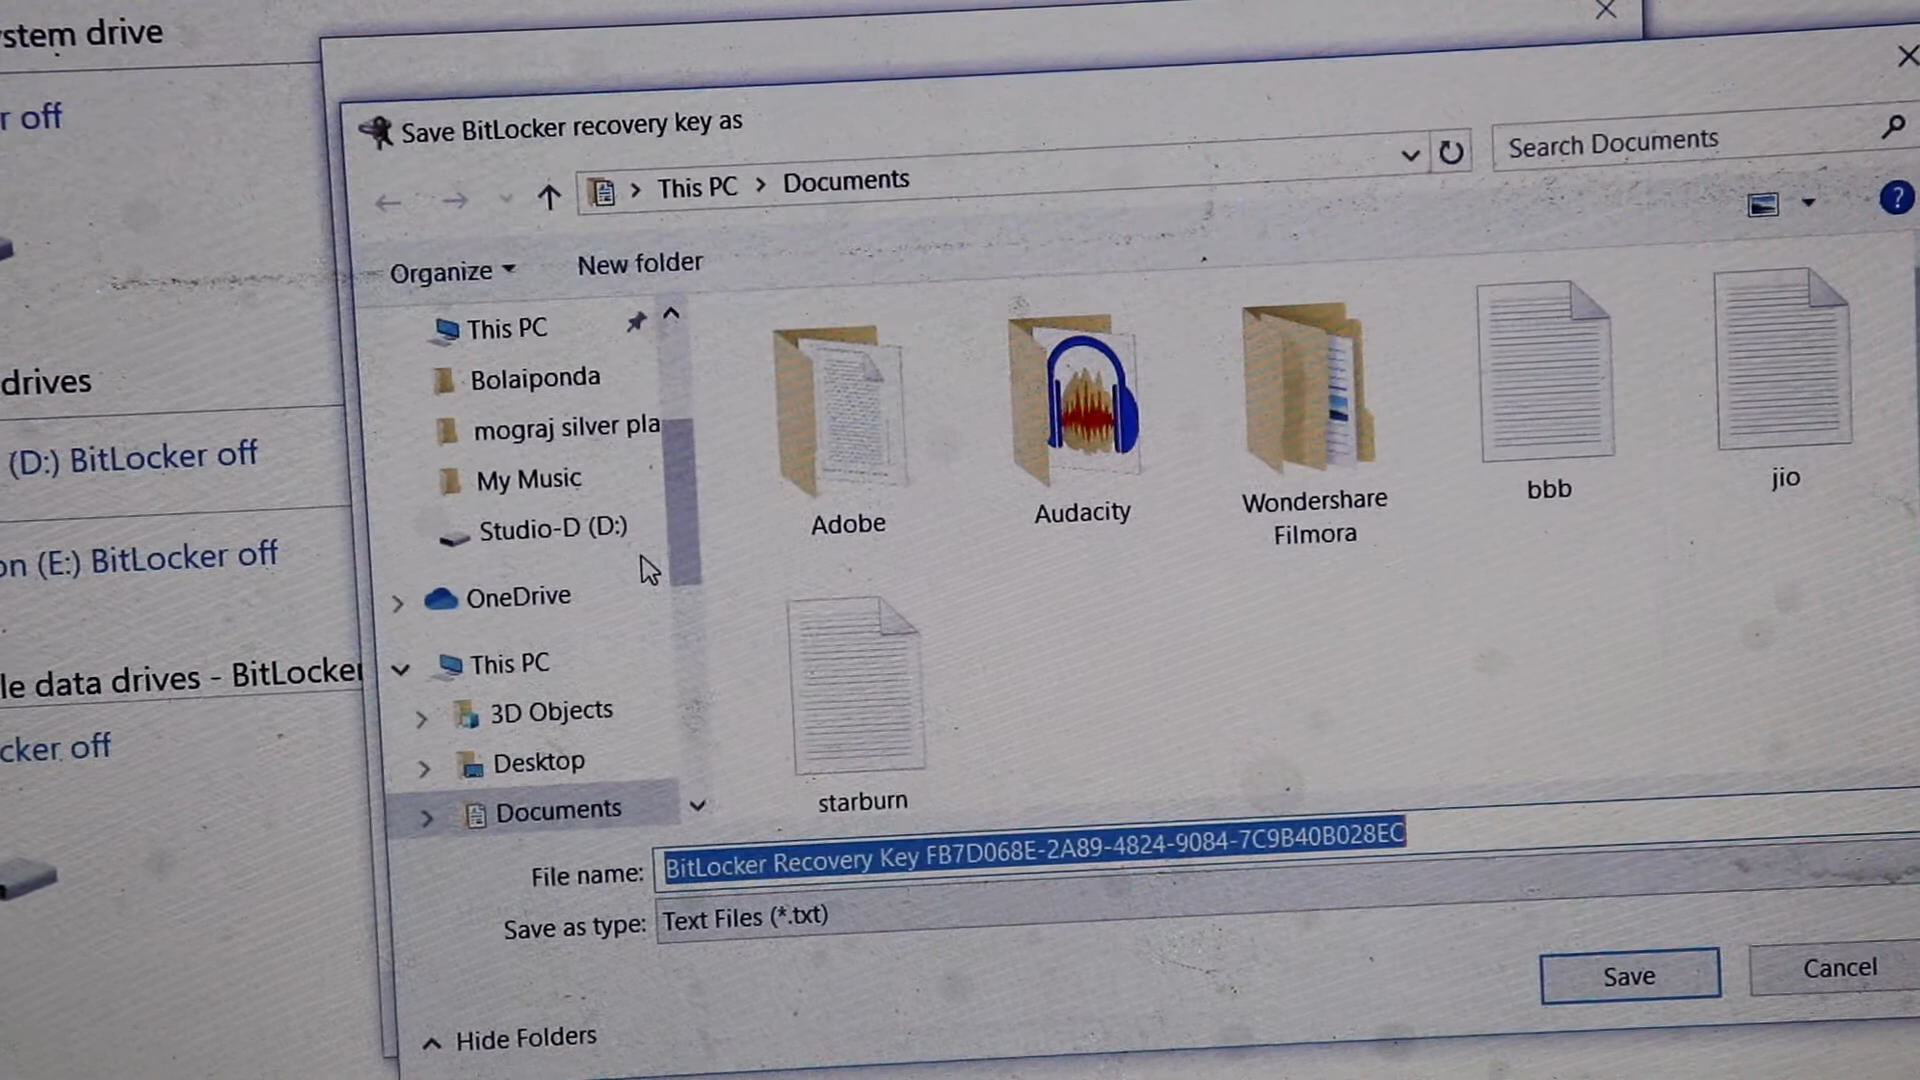 stem drive
r off
drives
(D:) BitLocker off
on (E:) BitLocker off
le data drives - BitLocker
cker off
Save BitLocker recovery key as
This PC > Documents
Search Documents
Organize
New folder
This PC
Bolaiponda
mograj silver pla
My Music
Studio-D (D:)
OneDrive
This PC
3D Objects
Desktop
Documents
Adobe
Audacity
Wondershare
Filmora
bbb
jio
starburn
File name: BitLocker Recovery Key FB7D068E-2A89-4824-9084-7C9B40B028EC
Save as type: Text Files (*.txt)
Save
Cancel
Hide Folders